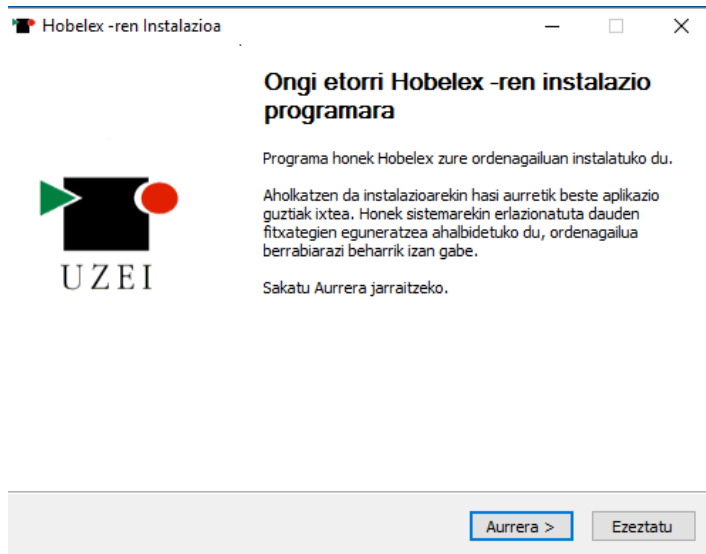 Hobelex -ren Instalazioa
Ongi etorri Hobelex -ren instalazio
programara
Programa honek Hobelex zure ordenagailuan instalatuko du.
Aholkatzen da instalazioarekin hasi aurretik beste aplikazio
guztiak ixtea. Honek sistemarekin erlazionatuta dauden
fitxategien eguneratzea ahalbidetuko du, ordenagailua
berrabiarazi beharrik izan gabe.
Sakatu Aurrera jarraitzeko.
UZEI
Aurrera >
Ezeztatu